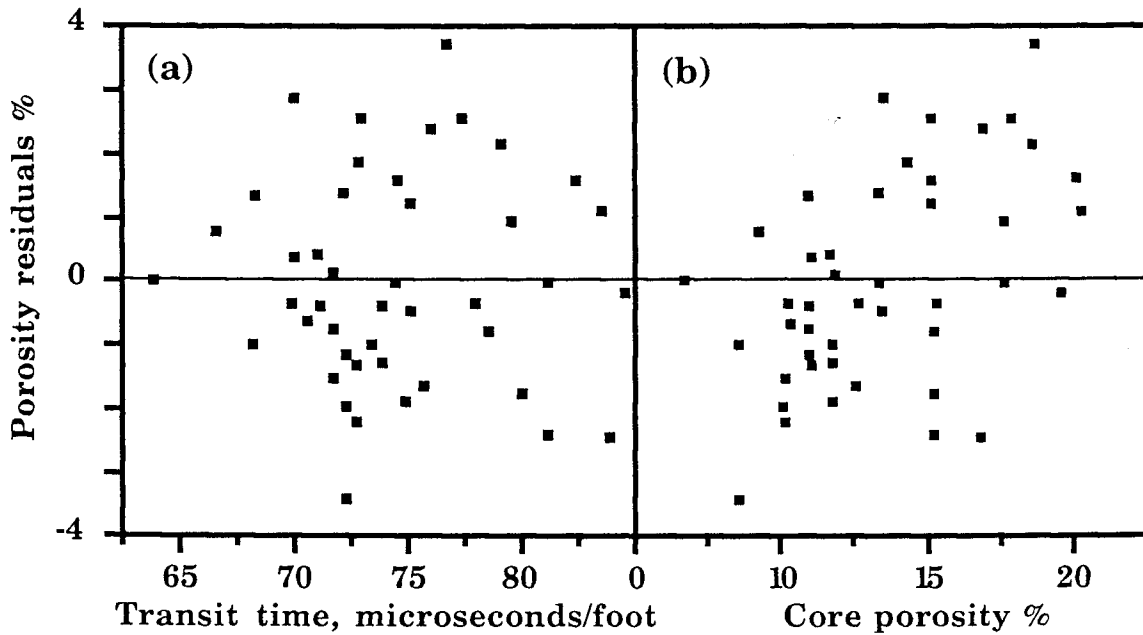 4
(a)
(b)
Porosity residuals %
0
-4
65 70 75 80 0 10 15 20
Transit time, microseconds/foot Core porosity %